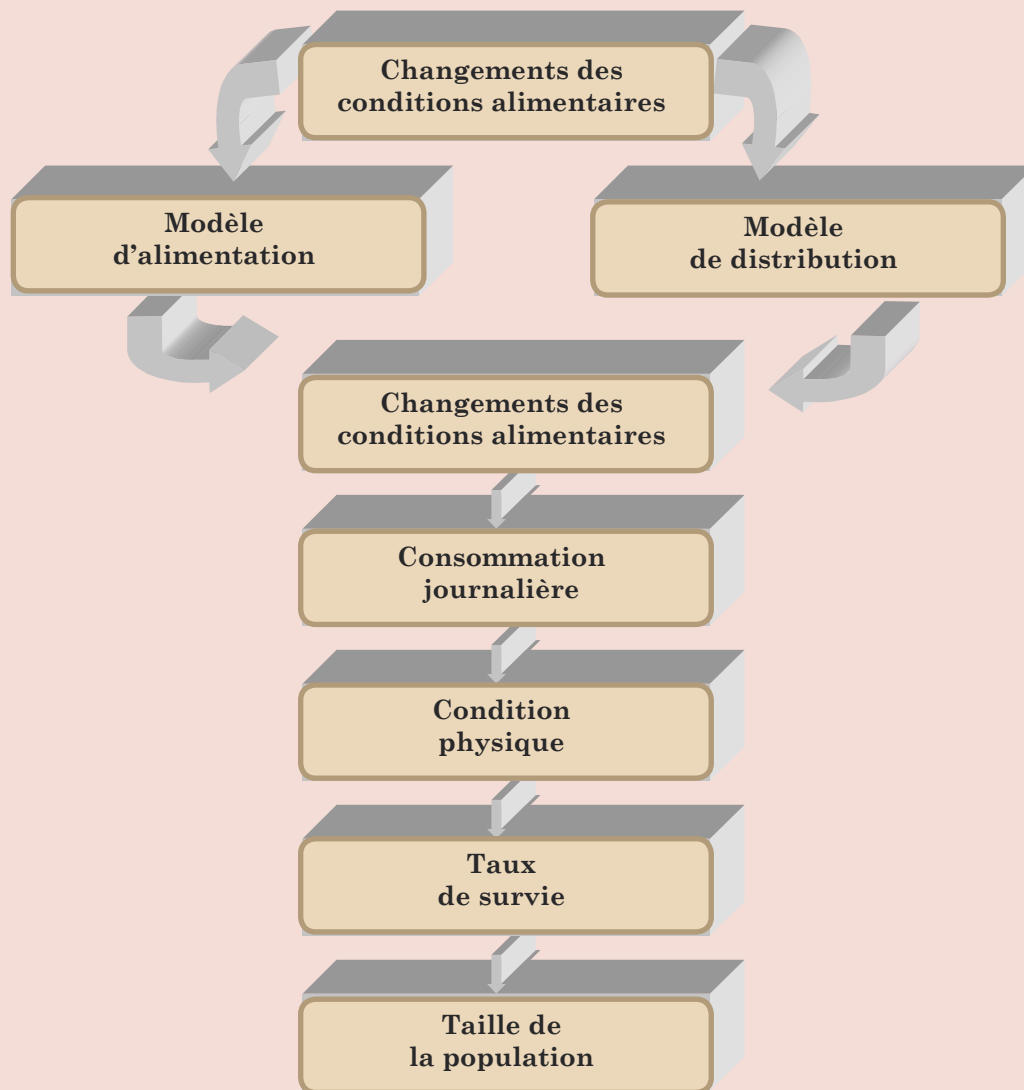 Changements des
conditions alimentaires
Modèle
d’alimentation
Modèle
de distribution
Changements des
conditions alimentaires
Consommation
journalière
Condition
physique
Taux
de survie
Taille de
la population